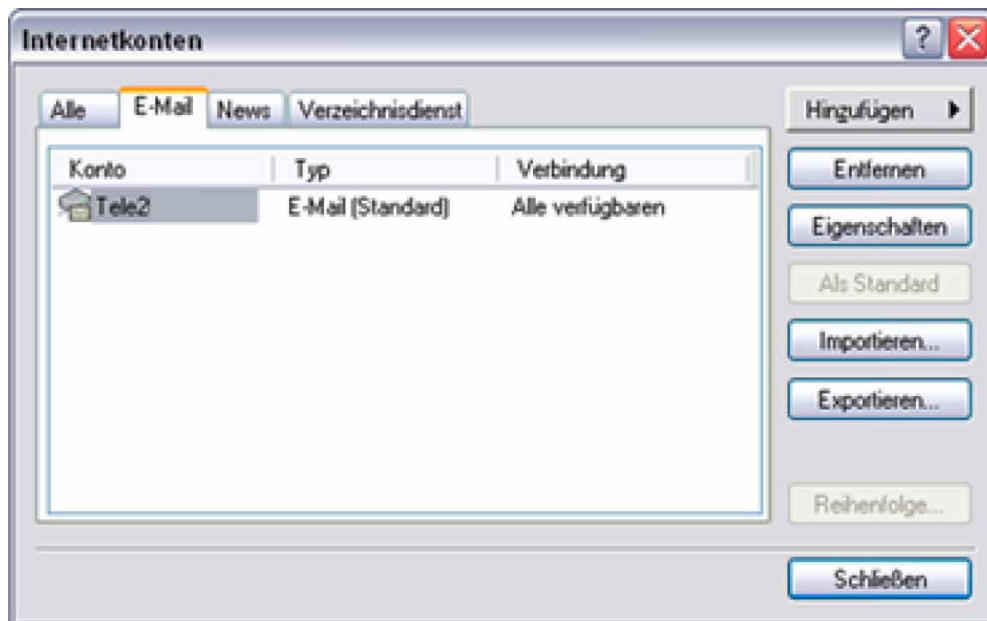 Internetkonten
?
Alle E-Mail News Verzeichnisdienst
Konto Typ Verbindung
Tele2 E-Mail (Standard) Alle verfügbaren
Hinzufügen
Entfernen
Eigenschaften
Als Standard
Importieren...
Exportieren...
Reihenfolge...
Schließen